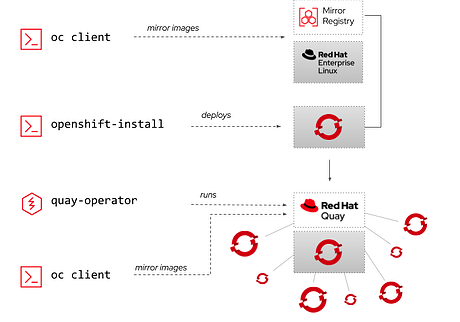 Mirror
Registry
oc client
mirror images
Red Hat
Enterprise
Linux
openshift-install
deploys
quay-operator
runs
Red Hat
Quay
oc client
mirror images